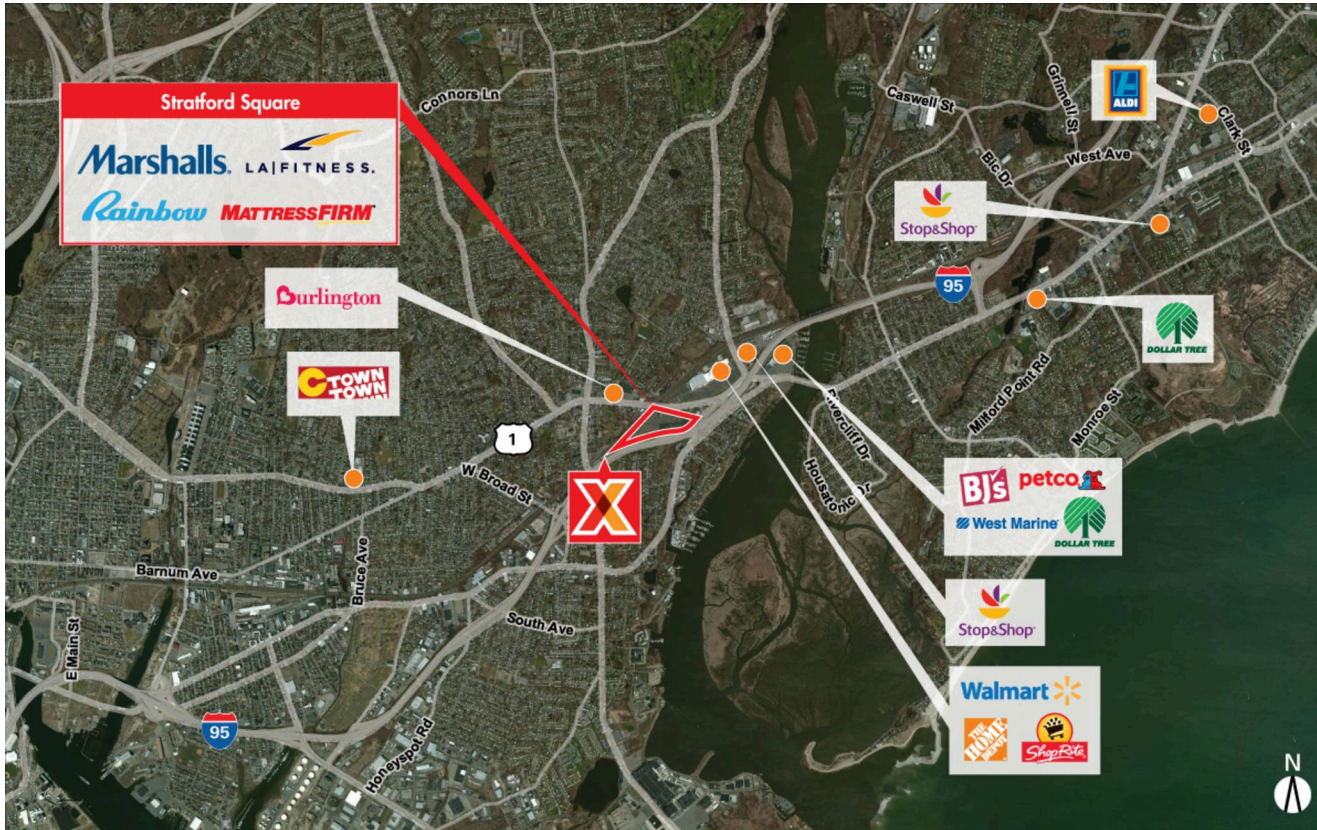 Stratford Square
Marshalls.
LA|FITNESS.
Rainbow
MATTRESSFIRM
Connors Ln
Caswell St
Grinnell St
ALDI
Clark St
Bic Dr
West Ave
Stop&Shop
95
Burlington
DOLLAR TREE
C TOWN
TOWN
1
Milford Point Rd
Monroe St
Rivercliff Dr
W Broad St
Housatonic Dr
X
BJ's
petco
West Marine
DOLLAR TREE
Barnum Ave
Bruce Ave
Stop&Shop
South Ave
E Main St
Walmart
THE
HOME
DEPOT
ShopRite
95
Honeyspot Rd
N